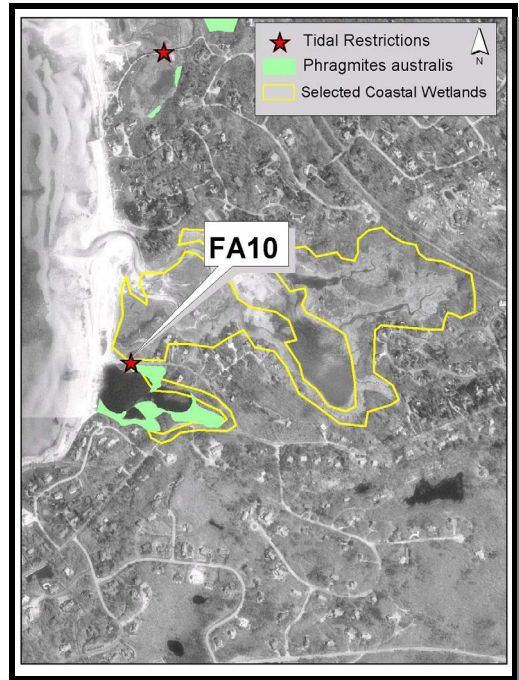 Tidal Restrictions
N
Phragmites australis
Selected Coastal Wetlands
FA10